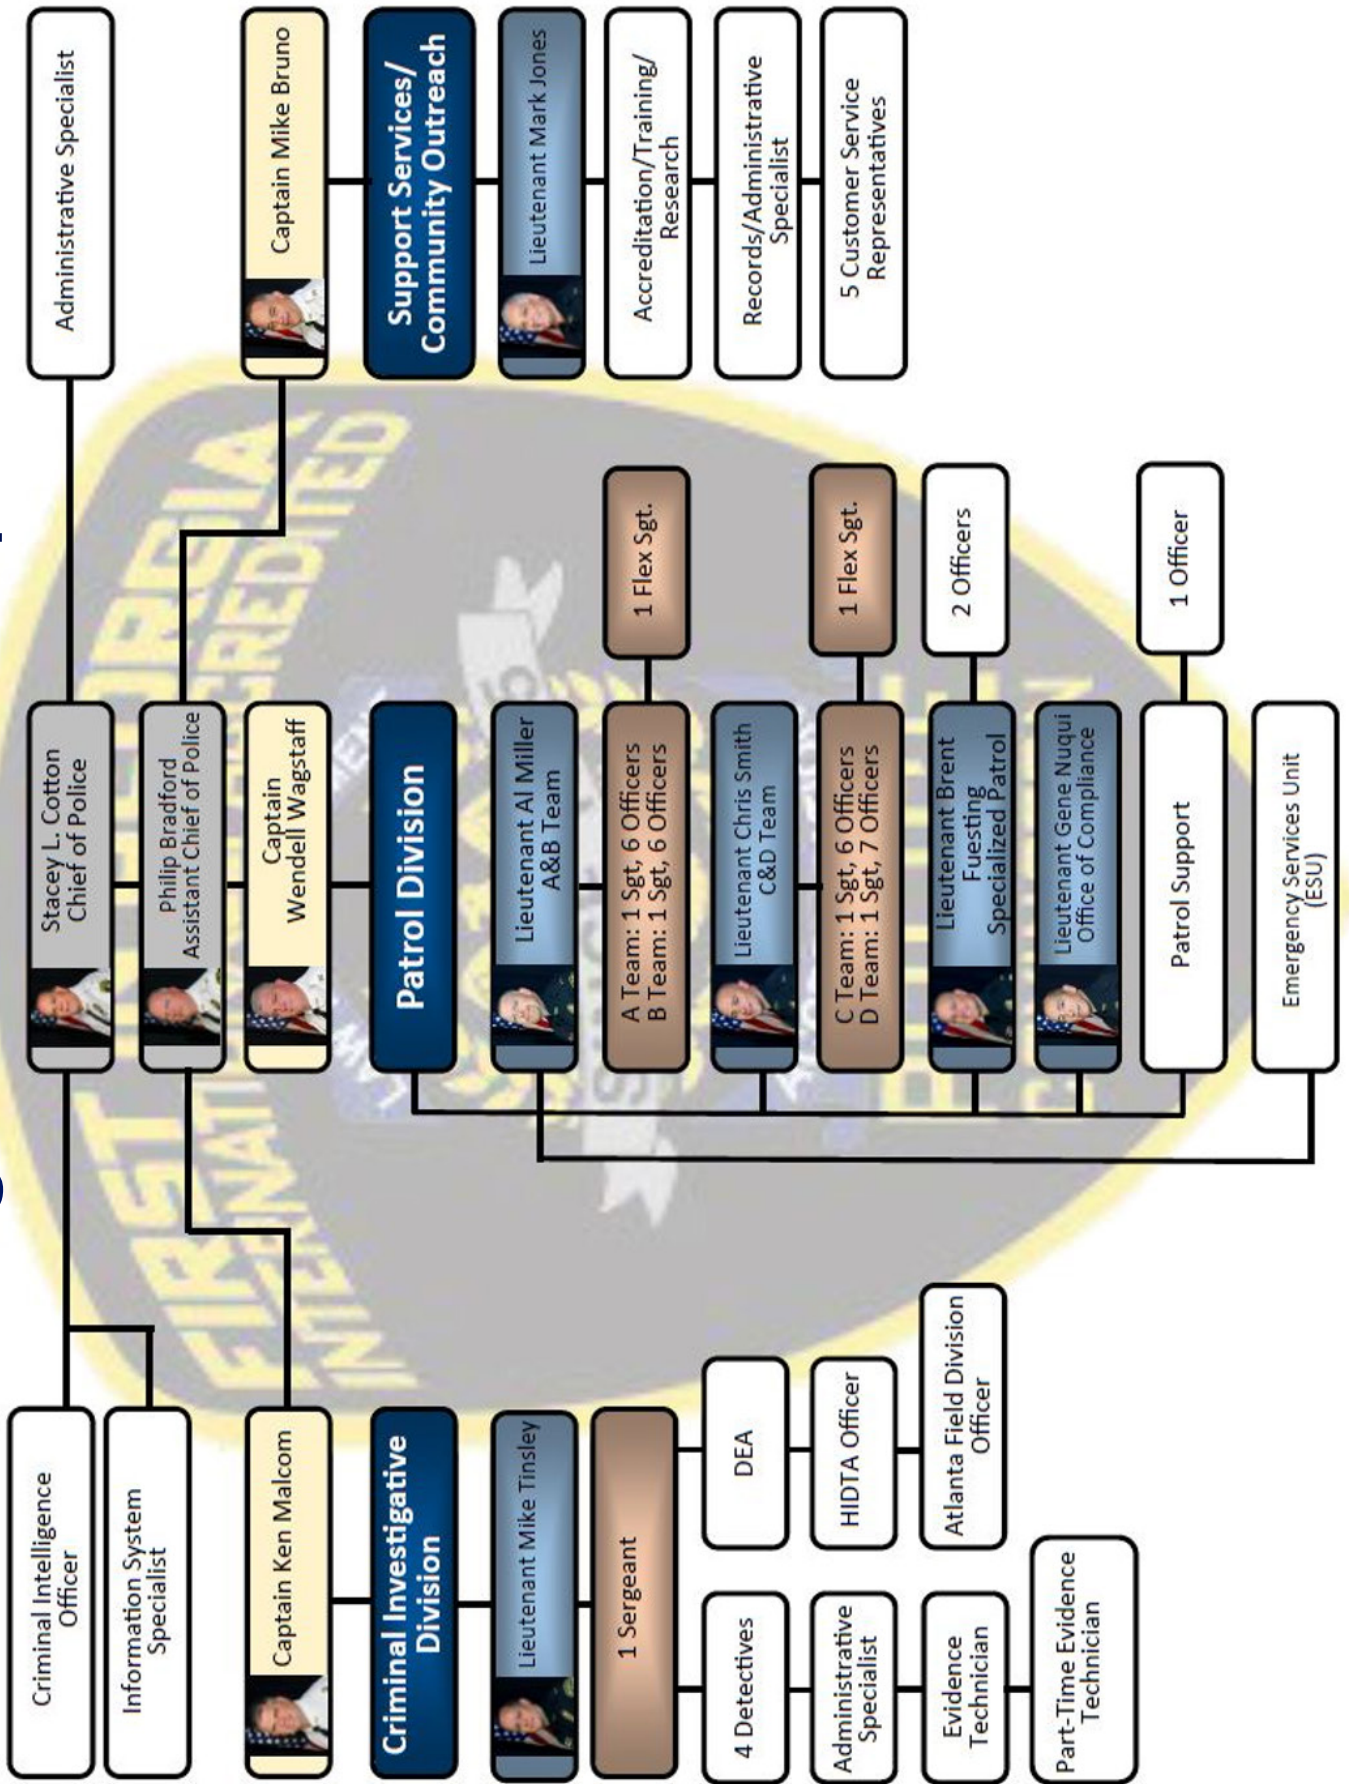 Criminal Intelligence
Officer
Information System
Specialist
Stacey L. Cotton
Chief of Police
Administrative Specialist
Philip Bradford
Assistant Chief of Police
Captain Ken Malcom
Captain
Wendell Wagstaff
Captain Mike Bruno
Criminal Investigative
Division
Patrol Division
Support Services/
Community Outreach
Lieutenant Mike Tinsley
Lieutenant Al Miller
A&B Team
Lieutenant Mark Jones
1 Sergeant
A Team: 1 Sgt, 6 Officers
B Team: 1 Sgt, 6 Officers
1 Flex Sgt.
Accreditation/Training/
Research
4 Detectives
DEA
Lieutenant Chris Smith
C&D Team
Records/Administrative
Specialist
Administrative
Specialist
HIDTA Officer
C Team: 1 Sgt, 6 Officers
D Team: 1 Sgt, 7 Officers
1 Flex Sgt.
5 Customer Service
Representatives
Evidence
Technician
Atlanta Field Division
Officer
Lieutenant Brent
Fuesting
Specialized Patrol
2 Officers
Part-Time Evidence
Technician
Lieutenant Gene Nuqui
Office of Compliance
Patrol Support
1 Officer
Emergency Services Unit
(ESU)
FIRST